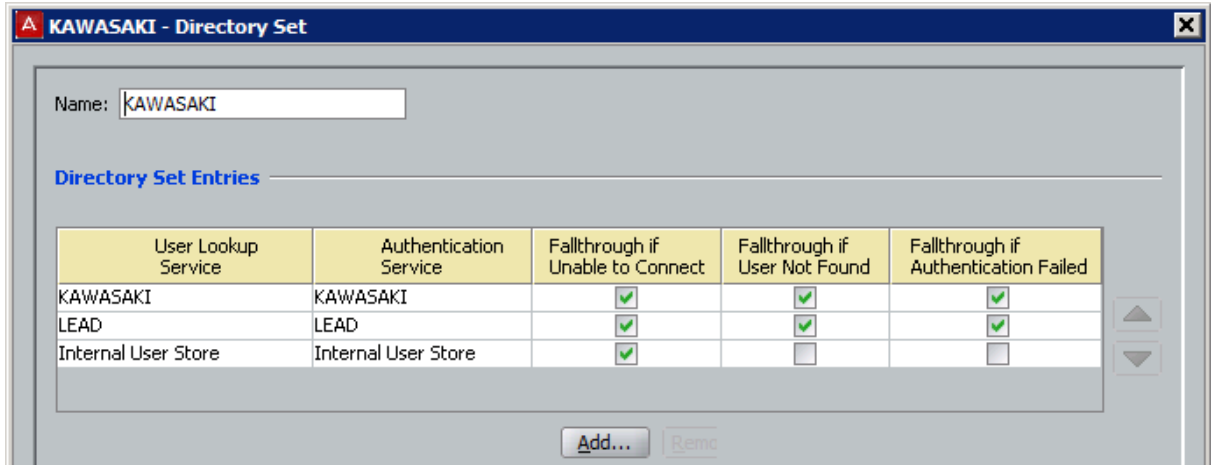 A KAWASAKI - Directory Set
Name: KAWASAKI
Directory Set Entries
User Lookup Service Authentication Service Fallthrough if Unable to Connect Fallthrough if User Not Found Fallthrough if Authentication Failed
KAWASAKI KAWASAKI
LEAD LEAD
Internal User Store Internal User Store
Add...